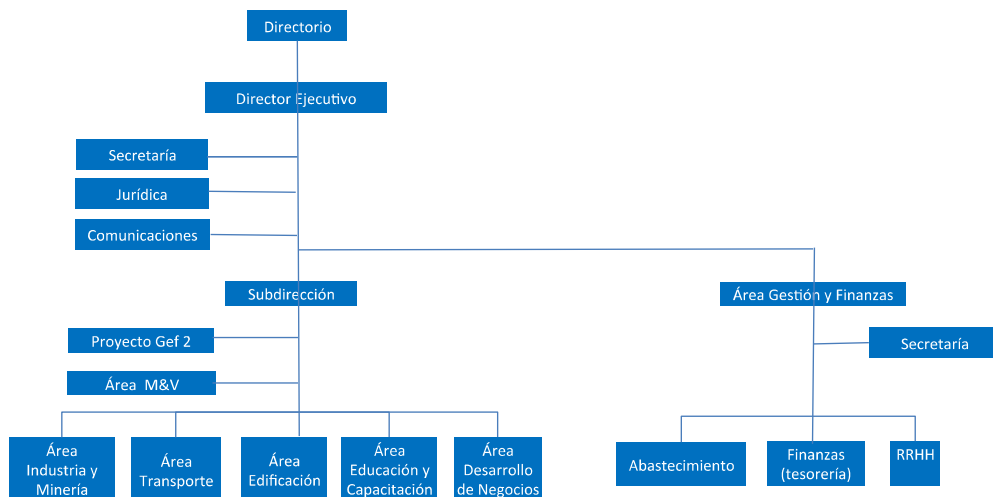 Directorio
Director Ejecutivo
Secretaría
Jurídica
Comunicaciones
Subdirección
Área Gestión y Finanzas
Proyecto Gef 2
Secretaría
Área M&V
Área
Industria y
Minería
Área
Transporte
Área
Edificación
Área
Educación y
Capacitación
Área
Desarrollo
de Negocios
Abastecimiento
Finanzas
(tesorería)
RRHH